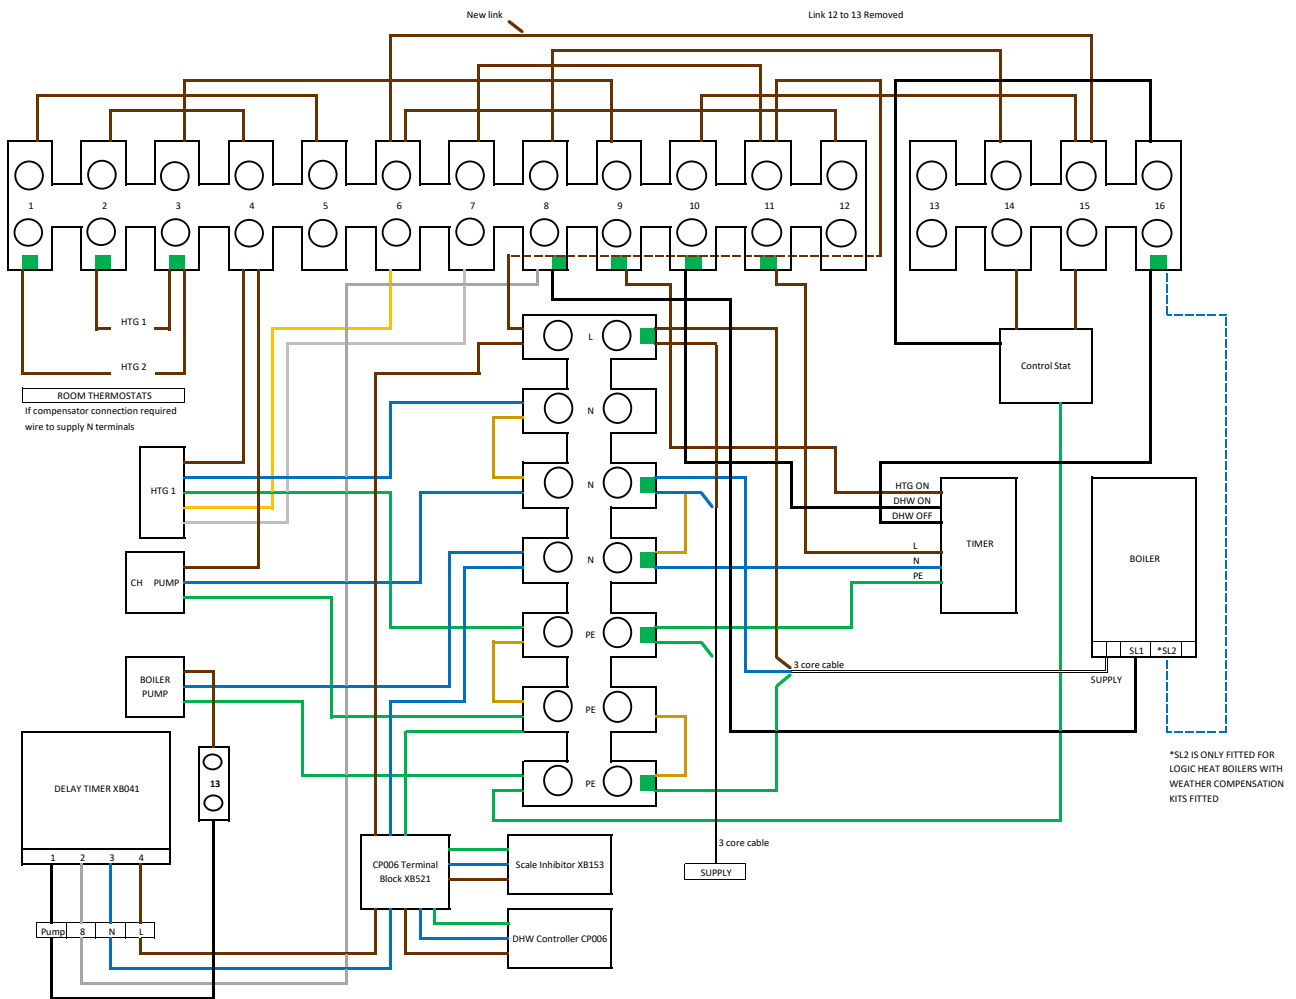 New link
Link 12 to 13 Removed
1 2 3 4 5 6 7 8 9 10 11 12 13 14 15 16
HTG 1
HTG 2
ROOM THERMOSTATS
If compensator connection required
wire to supply N terminals
L
N
N
N
PE
PE
PE
Control Stat
HTG 1
CH PUMP
BOILER
PUMP
HTG ON
DHW ON
DHW OFF
L
N
PE
TIMER
BOILER
SL1 *SL2
SUPPLY
3 core cable
*SL2 IS ONLY FITTED FOR
LOGIC HEAT BOILERS WITH
WEATHER COMPENSATION
KITS FITTED
DELAY TIMER XB041
1 2 3 4
Pump 8 N L
13
CP006 Terminal
Block XB521
Scale Inhibitor XB153
DHW Controller CP006
3 core cable
SUPPLY